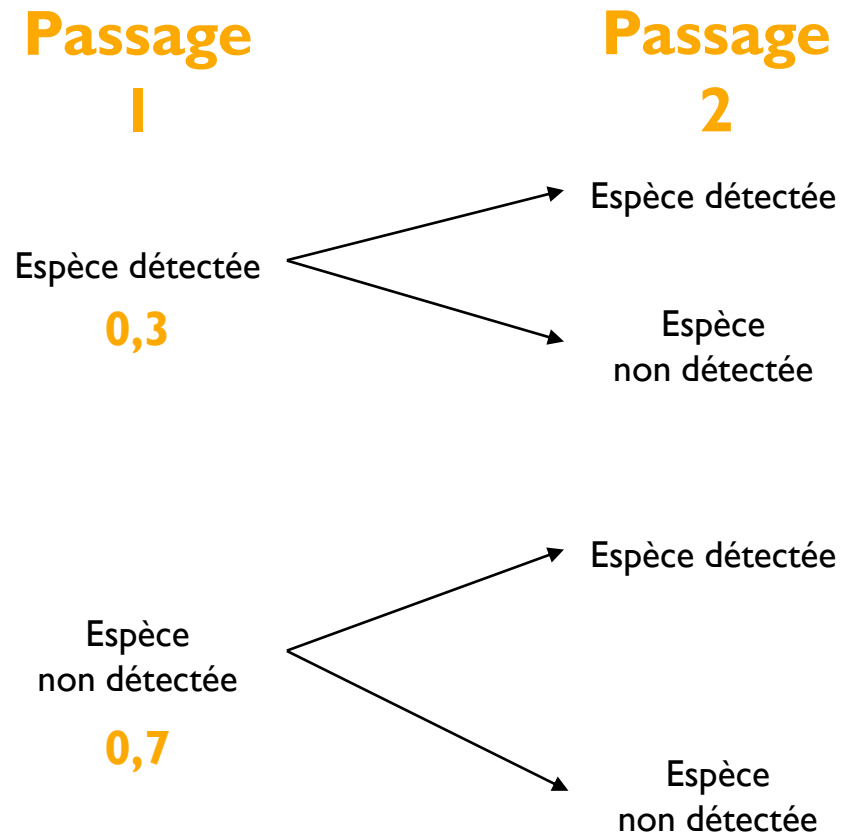 Passage
1
Passage
2
Espèce détectée
0,3
Espèce détectée
Espèce
non détectée
Espèce
non détectée
0,7
Espèce détectée
Espèce
non détectée